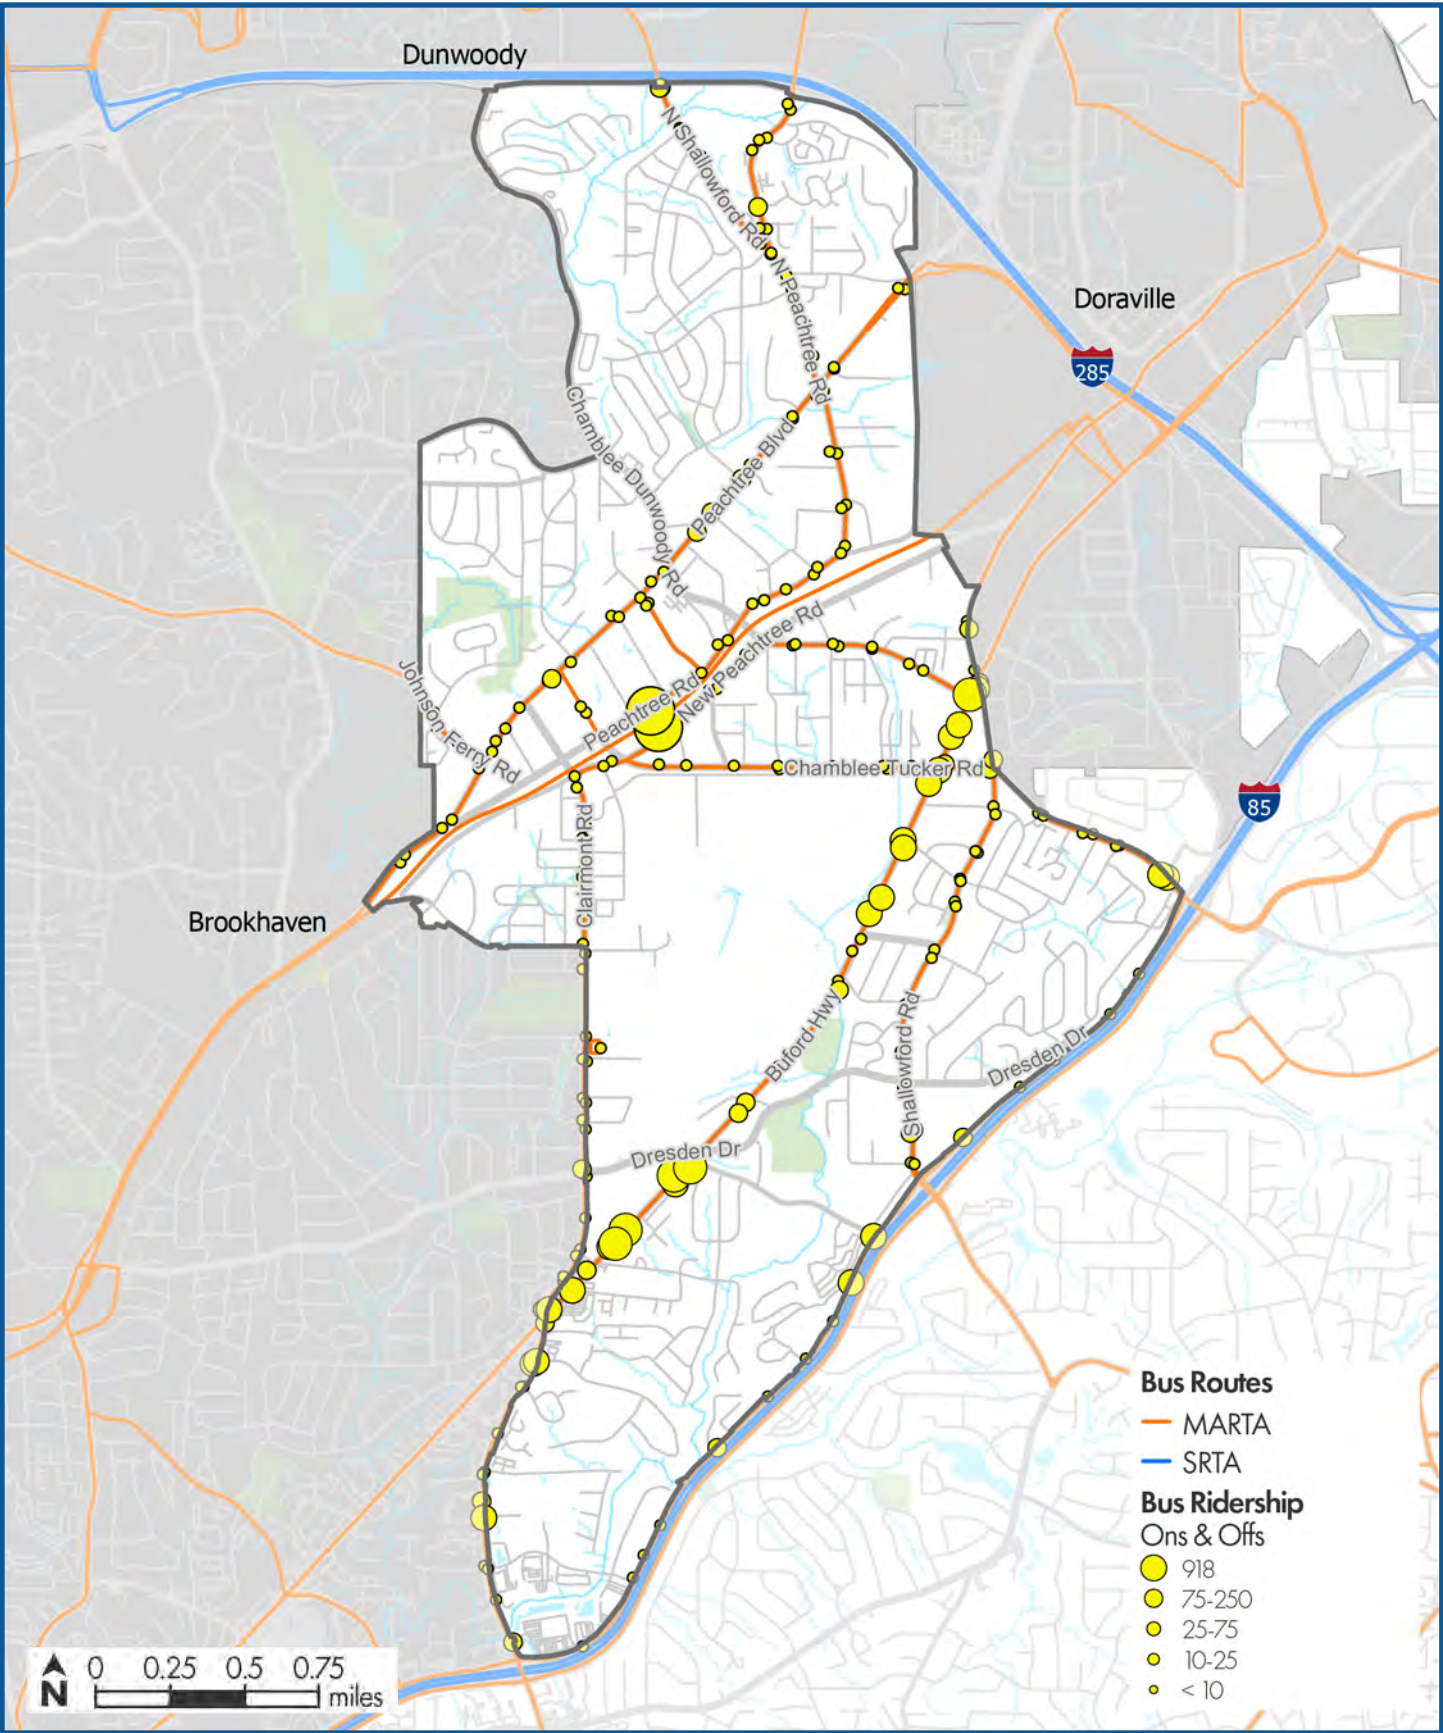 Dunwoody
N Shallowford Rd
N Peachtree Rd
Doraville
285
Chamblee Dunwoody Rd
Peachtree Blvd
Johnson Ferry Rd
Peachtree Rd
New Peachtree Rd
Chamblee Tucker Rd
85
Clairmont Rd
Brookhaven
Buford Hwy
Shallowford Rd
Dresden Dr
Dresden Dr
Bus Routes
MARTA
SRTA
Bus Ridership
Ons & Offs
918
75-250
25-75
10-25
< 10
N
0 0.25 0.5 0.75
miles